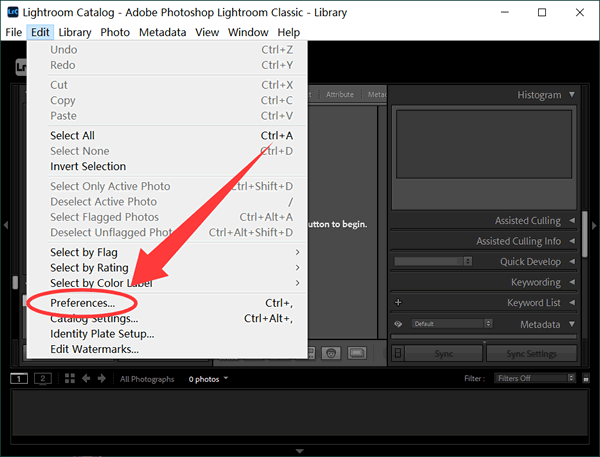 LrC Lightroom Catalog - Adobe Photoshop Lightroom Classic - Library
File Edit Library Photo Metadata View Window Help
Undo Ctrl+Z
Redo Ctrl+Y
Cut Ctrl+X
Copy Ctrl+C
Paste Ctrl+V
Select All Ctrl+A
Select None Ctrl+D
Invert Selection
Select Only Active Photo Ctrl+Shift+D
Deselect Active Photo /
Select Flagged Photos Ctrl+Alt+A
Deselect Unflagged Ctrl+Alt+Shift+D
Select by Flag
Select by Rating
Select by Color Label
Preferences... Ctrl+,
Catalog Settings... Ctrl+Alt+,
Identity Plate Setup...
Edit Watermarks...
Attribute
to begin.
Histogram
Assisted Culling
Assisted Culling Info
Quick Develop
Keywording
Keyword List
Default Metadata
Sync Sync Settings
1 2 All Photographs 0 photos Filter : Filters Off